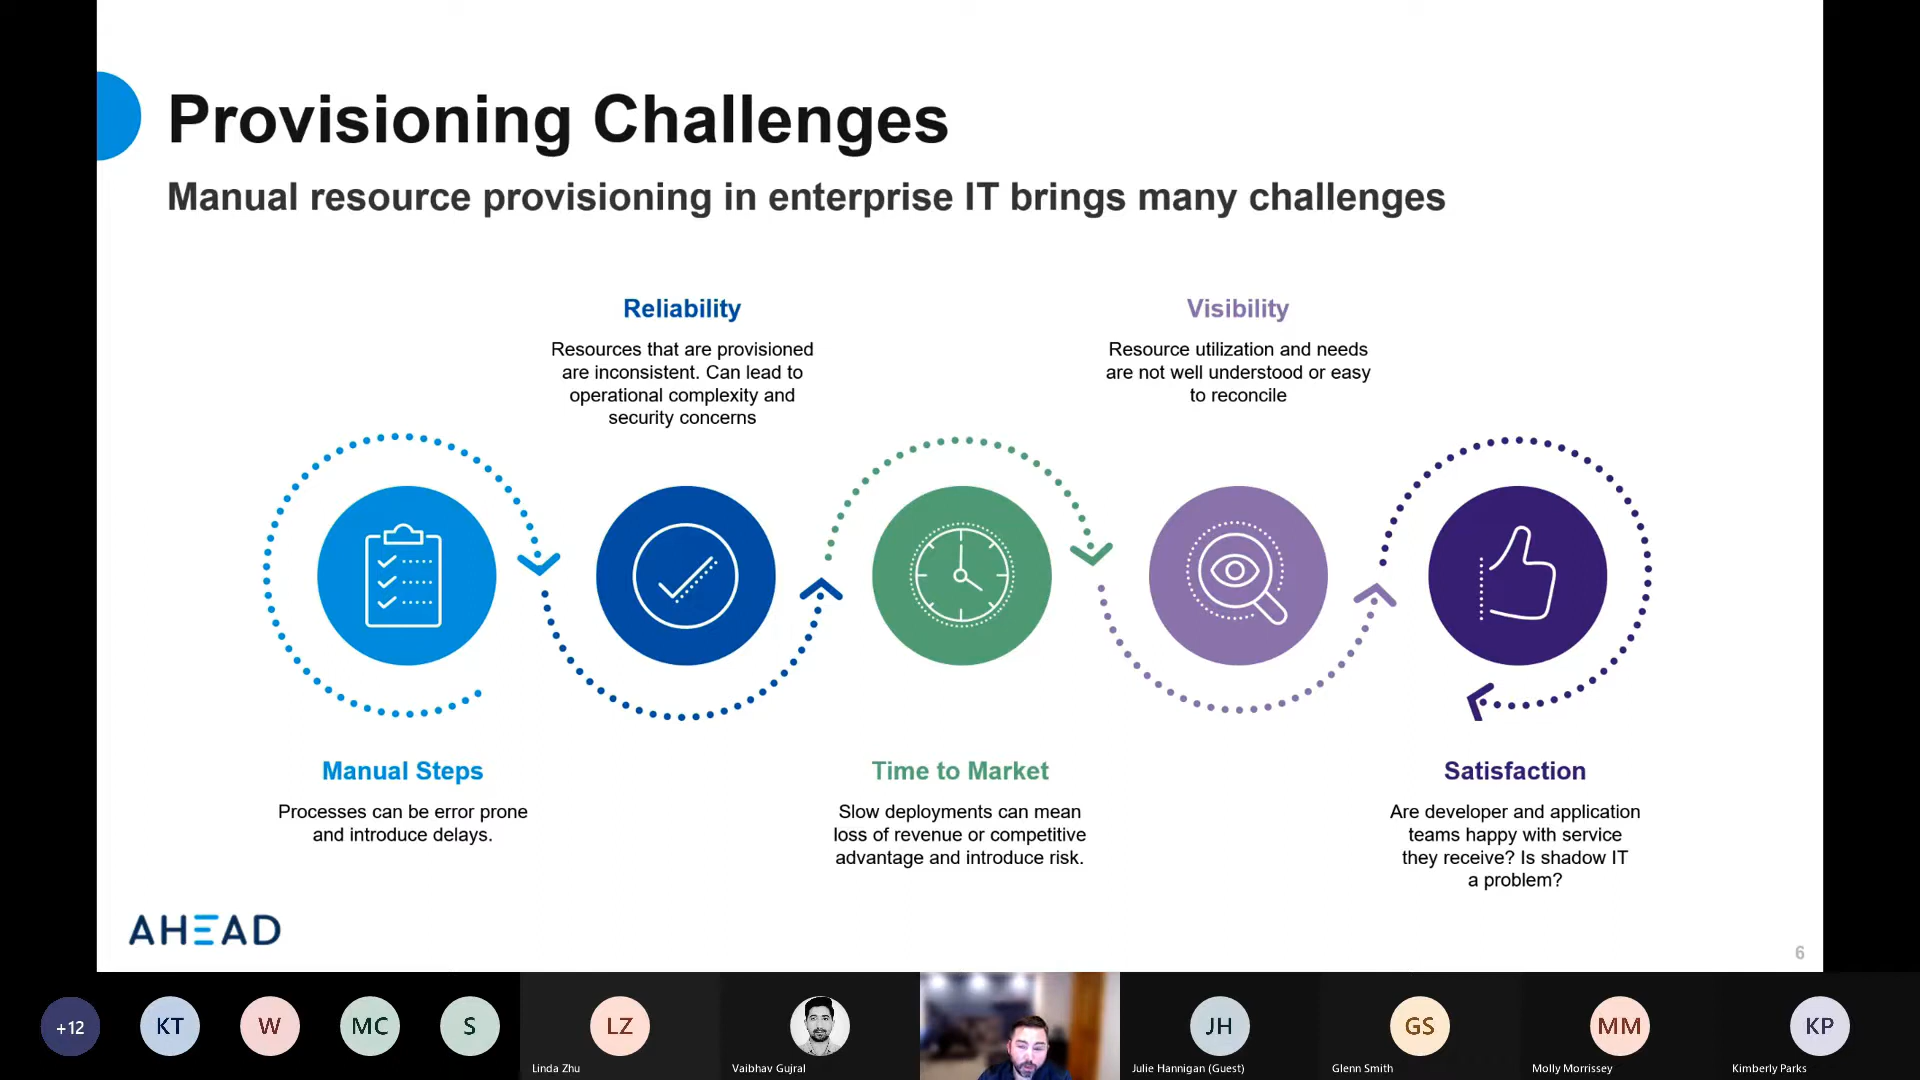 Provisioning Challenges
Manual resource provisioning in enterprise IT brings many challenges
Reliability
Resources that are provisioned
are inconsistent. Can lead to
operational complexity and
security concerns
Visibility
Resource utilization and needs
are not well understood or easy
to reconcile
Manual Steps
Processes can be error prone
and introduce delays.
Time to Market
Slow deployments can mean
loss of revenue or competitive
advantage and introduce risk.
Satisfaction
Are developer and application
teams happy with service
they receive? Is shadow IT
a problem?
AHEAD
6
+12
KT
W
MC
S
LZ
Linda Zhu
Vaibhav Gujral
JH
Julie Hannigan (Guest)
GS
Glenn Smith
MM
Molly Morrissey
KP
Kimberly Parks